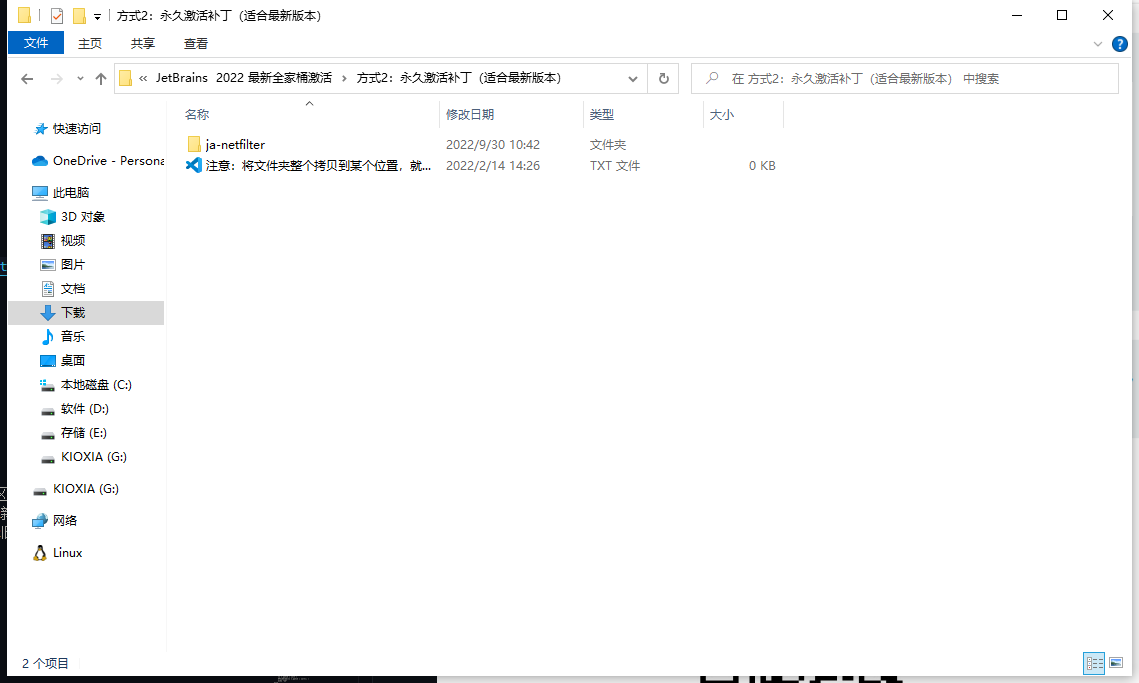 方式2：永久激活补丁（适合最新版本）
文件 主页 共享 查看
« JetBrains 2022 最新全家桶激活 › 方式2：永久激活补丁（适合最新版本）
在 方式2：永久激活补丁（适合最新版本） 中搜索
名称 修改日期 类型 大小
ja-netfilter 2022/9/30 10:42 文件夹
注意：将文件夹整个拷贝到某个位置，就... 2022/2/14 14:26 TXT 文件 0 KB
快速访问
OneDrive - Persona
此电脑
3D 对象
视频
图片
文档
下载
音乐
桌面
本地磁盘 (C:)
软件 (D:)
存储 (E:)
KIOXIA (G:)
KIOXIA (G:)
网络
Linux
2 个项目